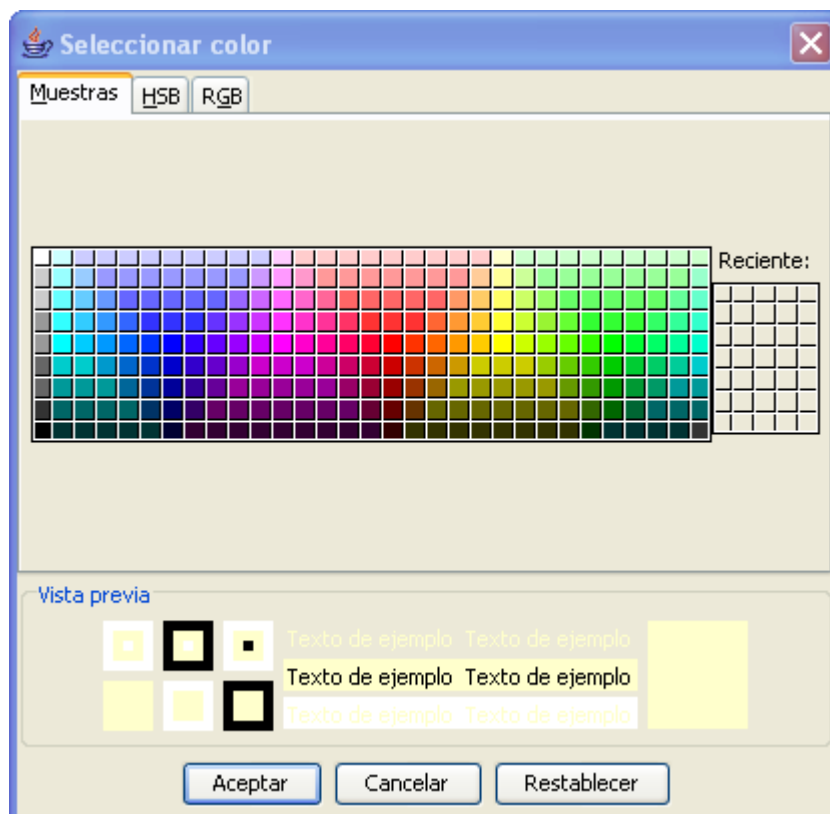 Seleccionar color
Muestras HSB RGB
Reciente:
Vista previa
Texto de ejemplo Texto de ejemplo
Texto de ejemplo Texto de ejemplo
Texto de ejemplo Texto de ejemplo
Aceptar Cancelar Restablecer